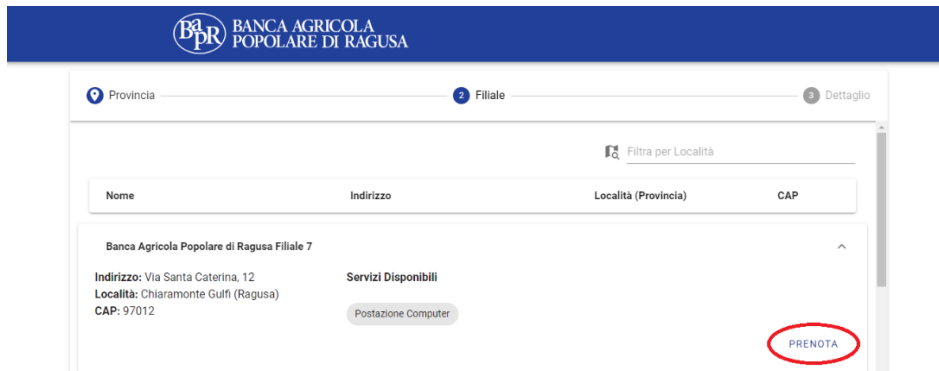 BapR BANCA AGRICOLA
POPOLARE DI RAGUSA
Provincia 2 Filiale 3 Dettaglio
Filtra per Località
Nome Indirizzo Località (Provincia) CAP
Banca Agricola Popolare di Ragusa Filiale 7
Indirizzo: Via Santa Caterina, 12 Servizi Disponibili
Località: Chiaramonte Gulfi (Ragusa)
CAP: 97012 Postazione Computer
PRENOTA